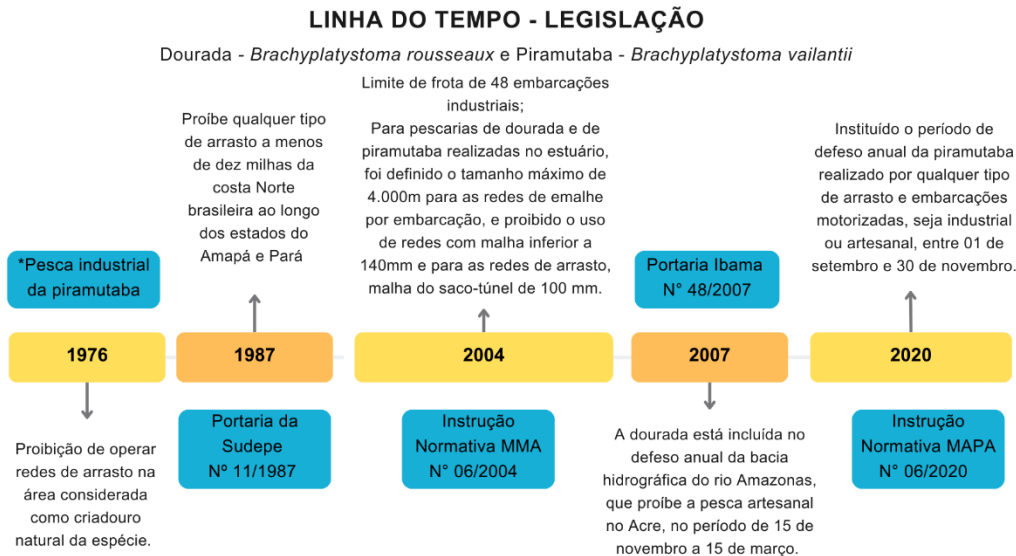 LINHA DO TEMPO - LEGISLAÇÃO
Dourada - Brachyplatystoma rousseaux e Piramutaba - Brachyplatystoma vailantii
*Pesca industrial
da piramutaba
1976
Proibição de operar
redes de arrasto na
área considerada
como criadouro
natural da espécie.
Proíbe qualquer tipo
de arrasto a menos
de dez milhas da
costa Norte
brasileira ao longo
dos estados do
Amapá e Pará
1987
Portaria da
Sudepe
Nº 11/1987
Limite de frota de 48 embarcações
industriais;
Para pescarias de dourada e de
piramutaba realizadas no estuário,
foi definido o tamanho máximo de
4.000m para as redes de emalhe
por embarcação, e proibido o uso
de redes com malha inferior a
140mm e para as redes de arrasto,
malha do saco-túnel de 100 mm.
2004
Instrução
Normativa MMA
N° 06/2004
Portaria Ibama
N° 48/2007
2007
A dourada está incluída no
defeso anual da bacia
hidrográfica do rio Amazonas,
que proíbe a pesca artesanal
no Acre, no período de 15 de
novembro a 15 de março.
Instituído o período de
defeso anual da piramutaba
realizado por qualquer tipo
de arrasto e embarcações
motorizadas, seja industrial
ou artesanal, entre 01 de
setembro e 30 de novembro.
2020
Instrução
Normativa MAPA
N° 06/2020